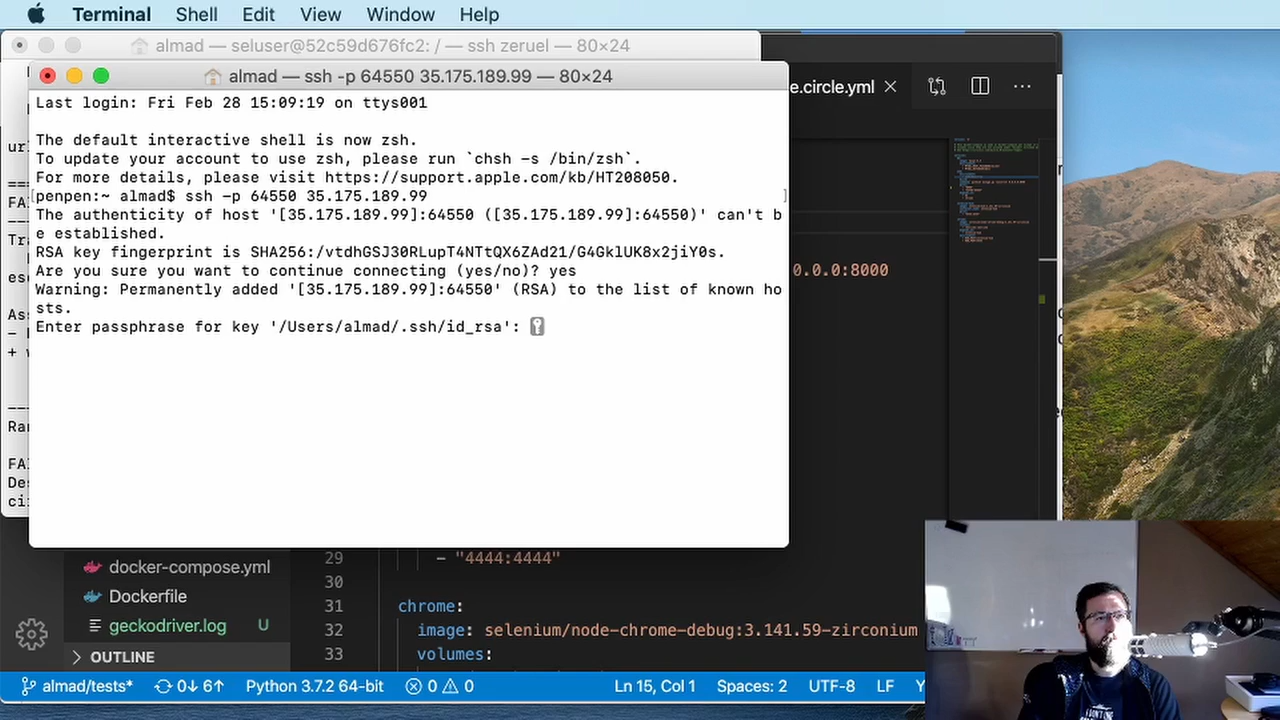 Terminal Shell Edit View Window Help
almad — seluser@52c59d676fc2: / — ssh zeruel — 80×24
almad — ssh -p 64550 35.175.189.99 — 80×24
e.circle.yml
Last login: Fri Feb 28 15:09:19 on ttys001
The default interactive shell is now zsh.
To update your account to use zsh, please run `chsh -s /bin/zsh`.
For more details, please visit https://support.apple.com/kb/HT208050.
[penpen:~ almad$ ssh -p 64550 35.175.189.99 ]
The authenticity of host '[35.175.189.99]:64550 ([35.175.189.99]:64550)' can't b
e established.
RSA key fingerprint is SHA256:/vtdhGSJ30RLupT4NTtQX6ZAd21/G4GklUK8x2jiY0s.
Are you sure you want to continue connecting (yes/no)? yes
Warning: Permanently added '[35.175.189.99]:64550' (RSA) to the list of known ho
sts.
Enter passphrase for key '/Users/almad/.ssh/id_rsa':
0.0.0:8000
29 - "4444:4444"
30
31 chrome:
32 image: selenium/node-chrome-debug:3.141.59-zirconium
33 volumes:
docker-compose.yml
Dockerfile
geckodriver.log U
OUTLINE
almad/tests* 0↓ 6↑ Python 3.7.2 64-bit 0 0 Ln 15, Col 1 Spaces: 2 UTF-8 LF